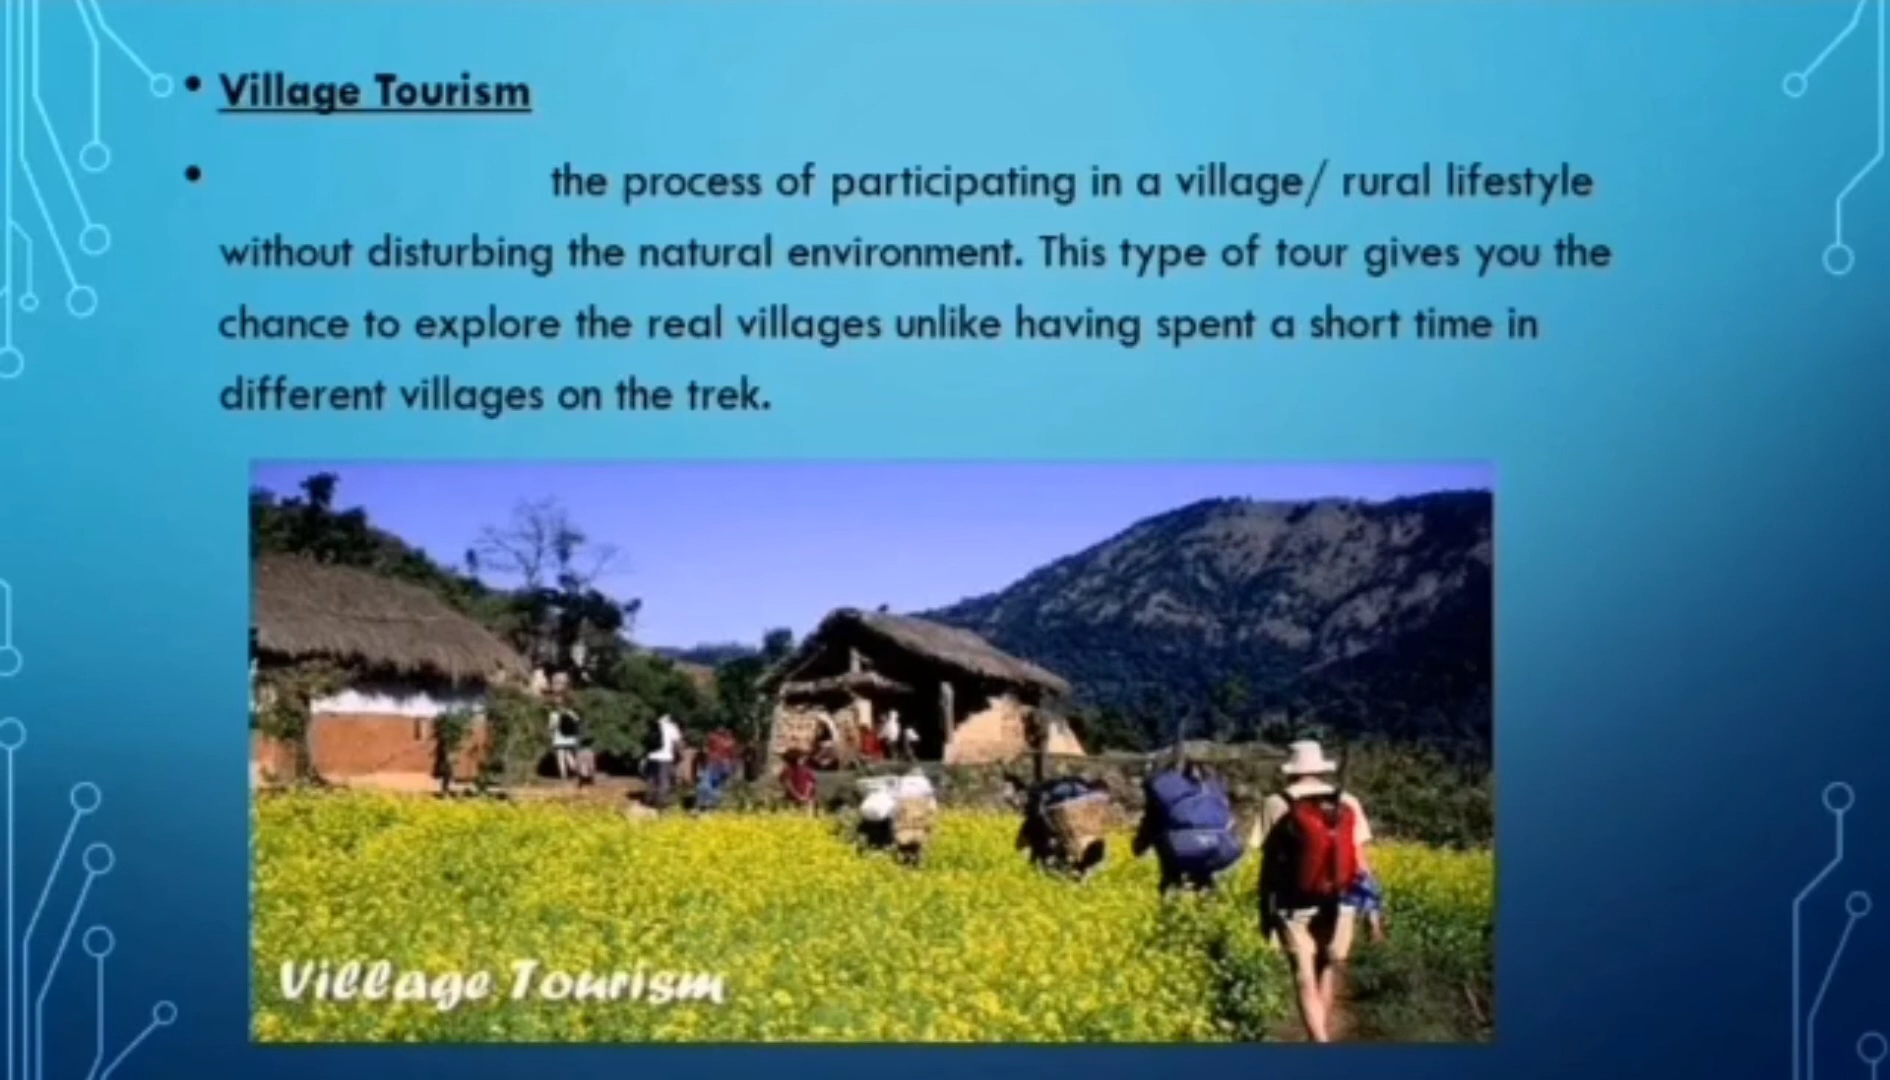 • Village Tourism
• the process of participating in a village/ rural lifestyle
without disturbing the natural environment. This type of tour gives you the
chance to explore the real villages unlike having spent a short time in
different villages on the trek.
Village Tourism